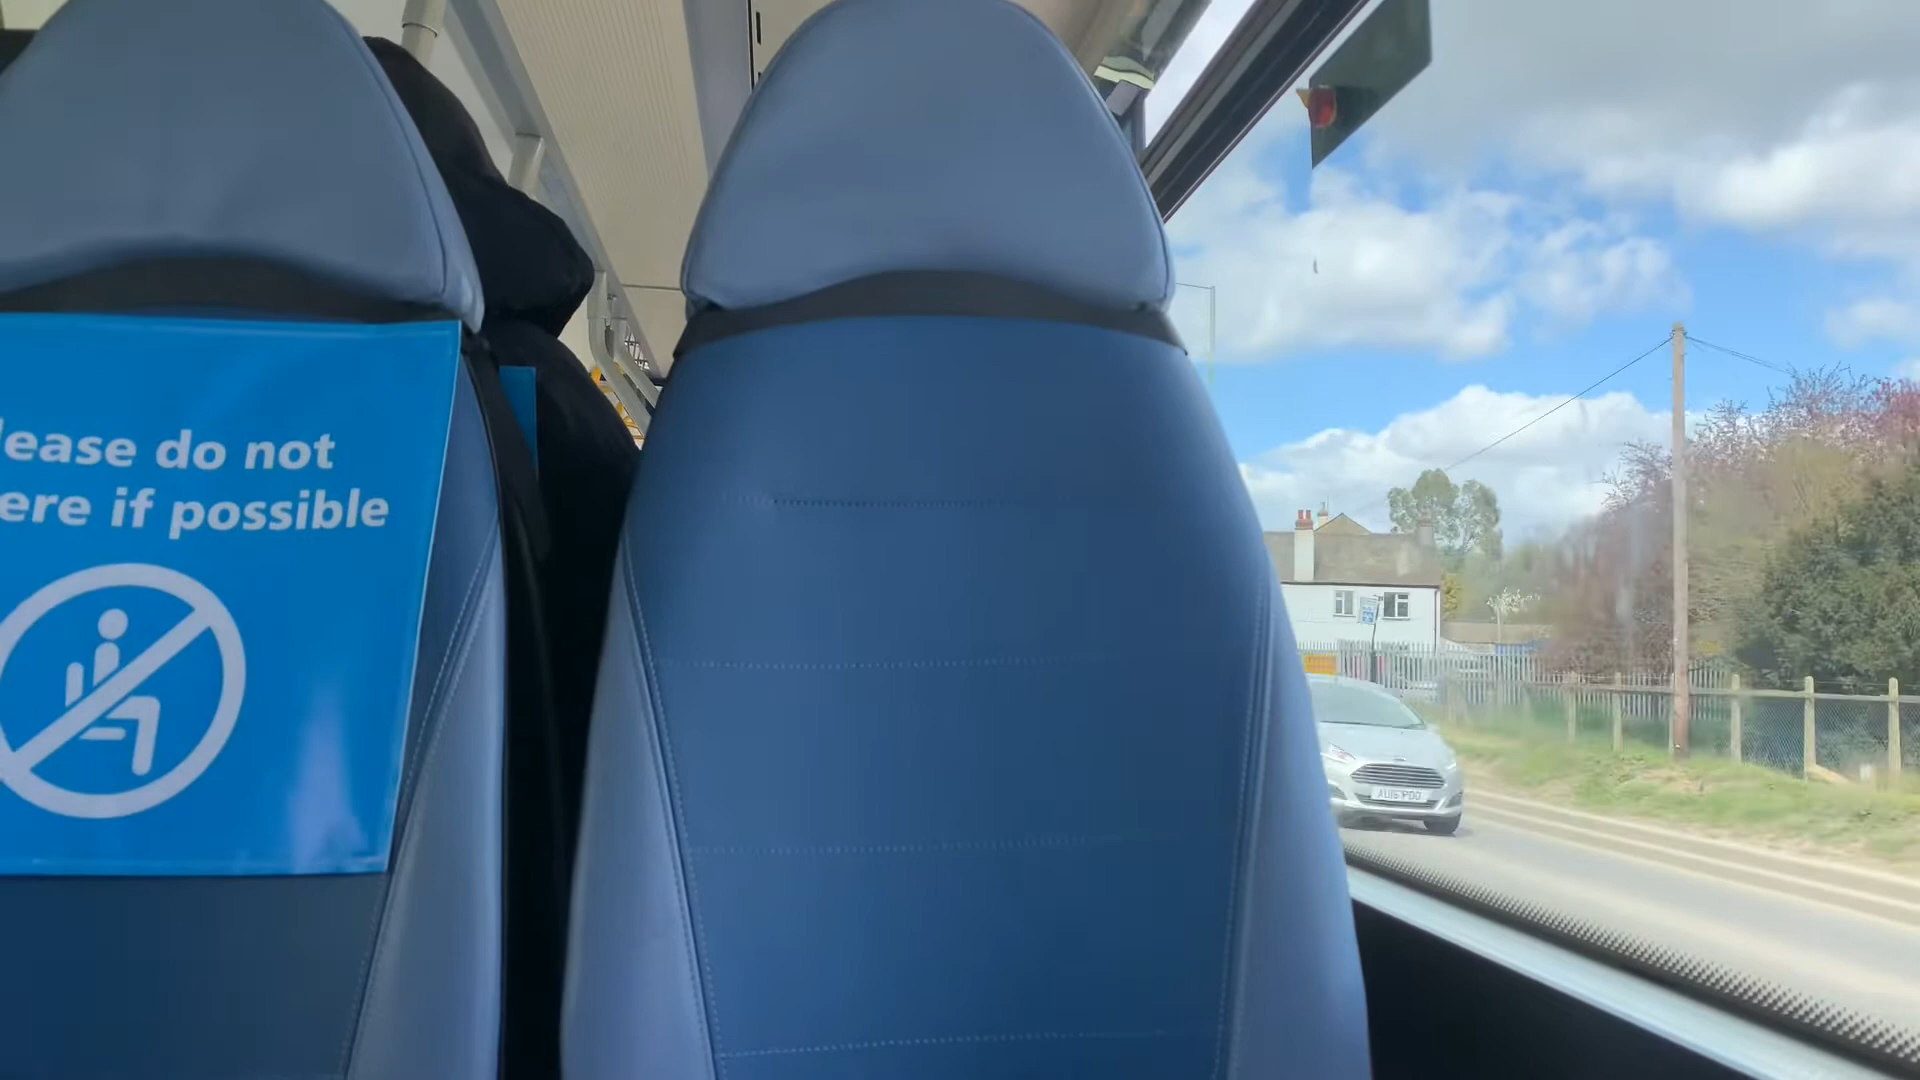 lease do not
ere if possible